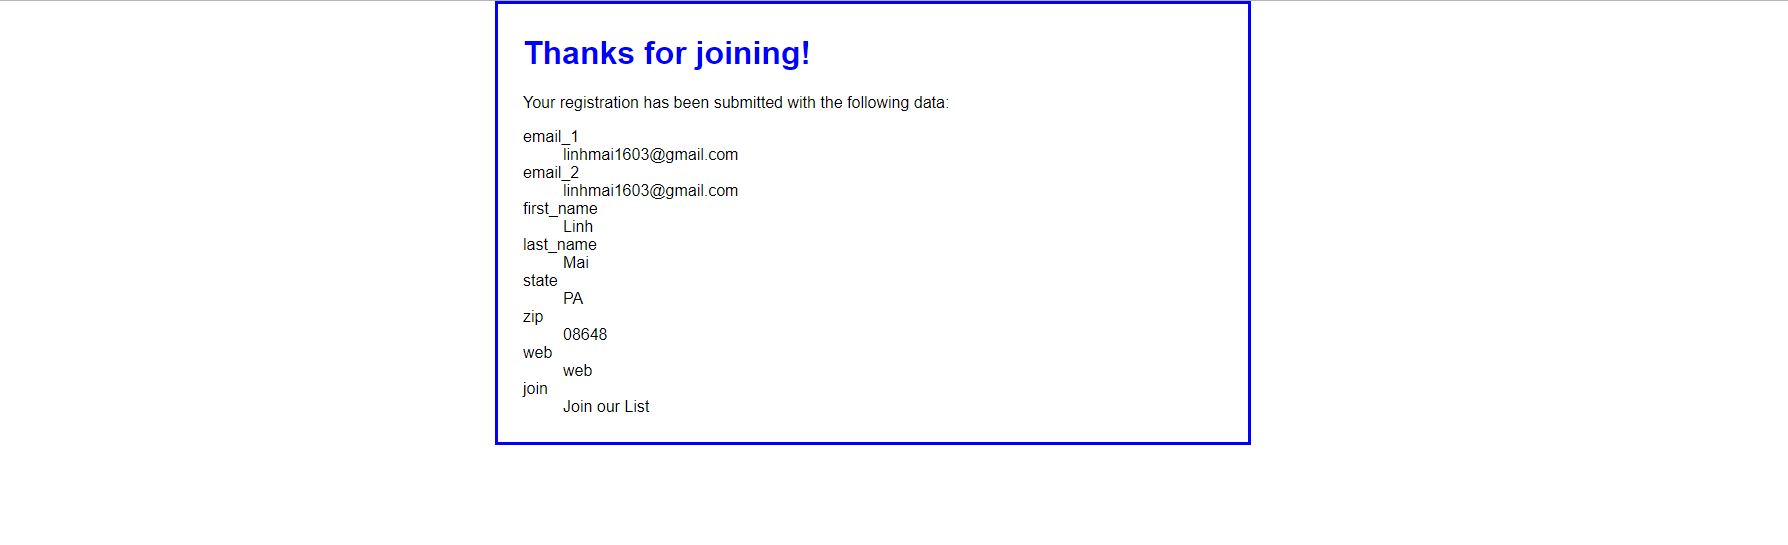 Thanks for joining!
Your registration has been submitted with the following data:
email_1
linhmai1603@gmail.com
email_2
linhmai1603@gmail.com
first_name
Linh
last_name
Mai
state
PA
zip
08648
web
web
join
Join our List